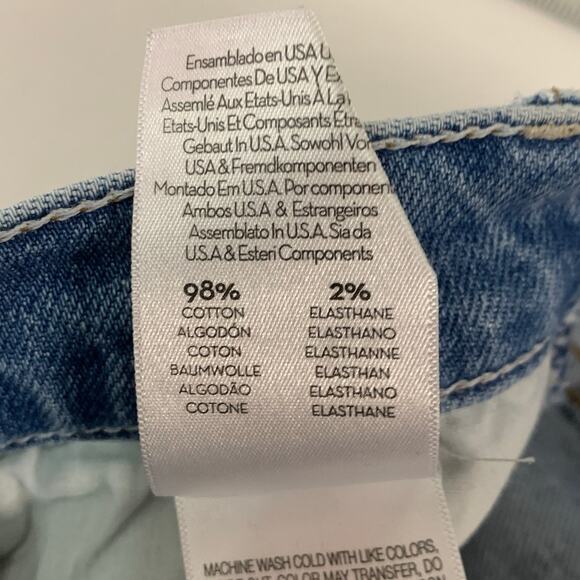 Ensamblado en USA
Componentes De USA Y
Assemlé Aux Etats-Unis À La
Etats-Unis Et Composants
Gebaut In U.S.A. Sowohl
USA & Fremdkomponenten
Montado Em U.S.A. Por
Ambos U.S.A & Estrangeiros
Assemblato In U.S.A. Sia da
U.S.A & Esteri Components
98% 2%
COTTON ELASTHANE
ALGODÓN ELASTHANO
COTON ELASTHANNE
BAUMWOLLE ELASTHAN
ALGODÃO ELASTHANO
COTONE ELASTHANE
MACHINE WASH COLD WITH LIKE COLORS,
COLOR MAY TRANSFER, DO